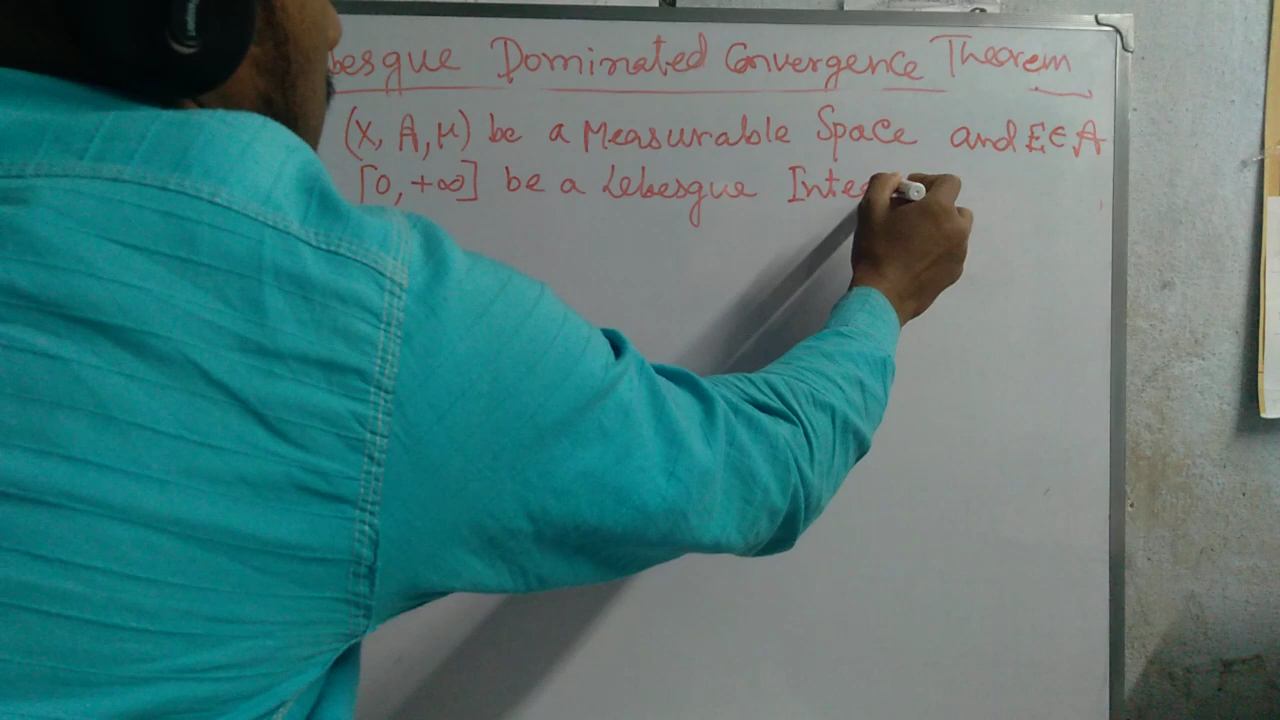 besgue Dominated Convergence Theorem
(X, A, μ) be a Measurable Space and E ∈ A
[0, +∞] be a Lebesgue Inte